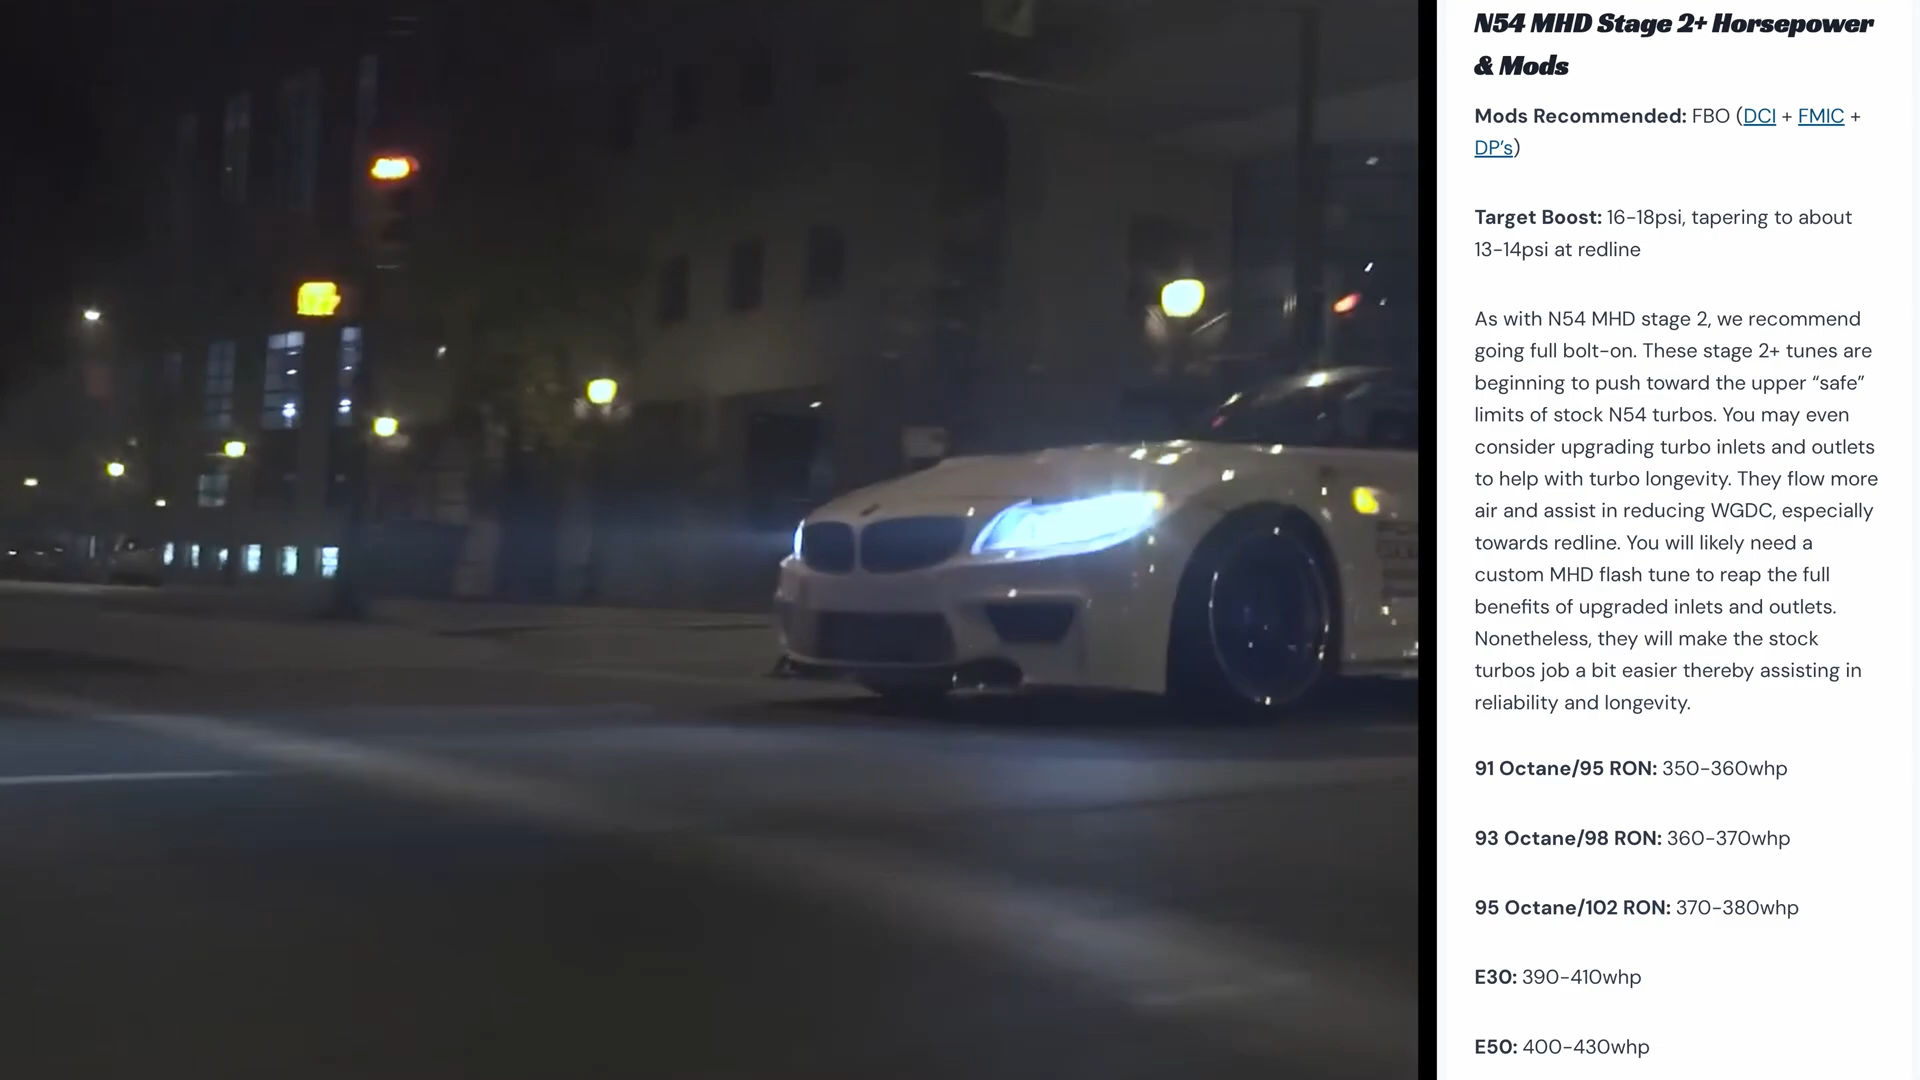 N54 MHD Stage 2+ Horsepower
& Mods
Mods Recommended: FBO (DCI + FMIC +
DP’s)
Target Boost: 16-18psi, tapering to about
13-14psi at redline
As with N54 MHD stage 2, we recommend
going full bolt-on. These stage 2+ tunes are
beginning to push toward the upper “safe”
limits of stock N54 turbos. You may even
consider upgrading turbo inlets and outlets
to help with turbo longevity. They flow more
air and assist in reducing WGDC, especially
towards redline. You will likely need a
custom MHD flash tune to reap the full
benefits of upgraded inlets and outlets.
Nonetheless, they will make the stock
turbos job a bit easier thereby assisting in
reliability and longevity.
91 Octane/95 RON: 350-360whp
93 Octane/98 RON: 360-370whp
95 Octane/102 RON: 370-380whp
E30: 390-410whp
E50: 400-430whp